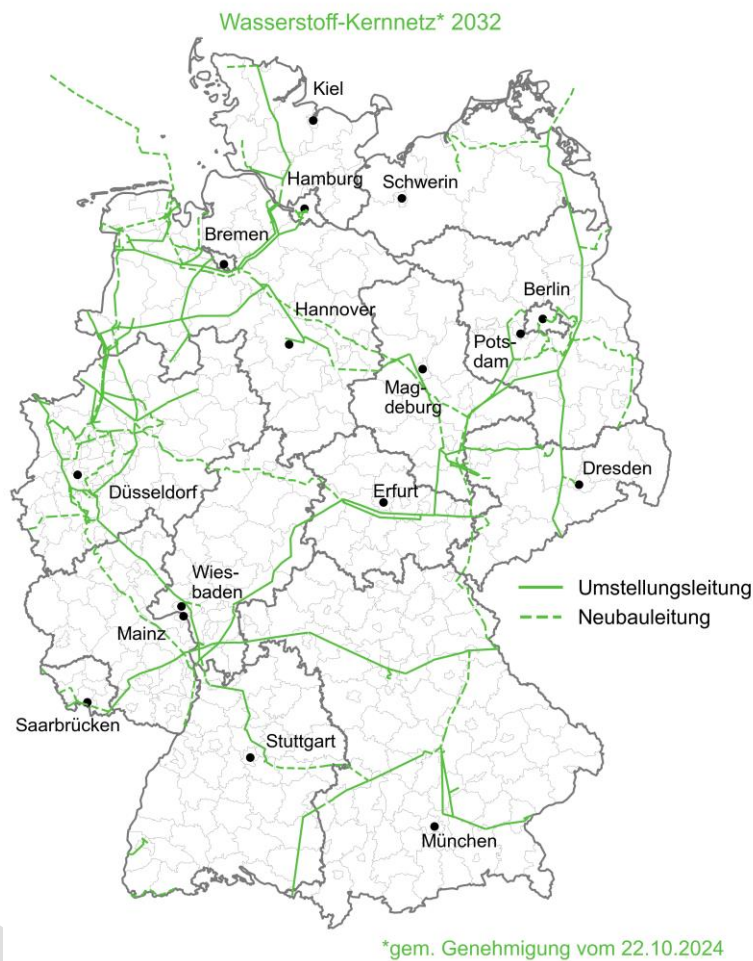 Wasserstoff-Kernnetz* 2032
Kiel
Hamburg
Schwerin
Bremen
Hannover
Berlin
Pots-
dam
Mag-
deburg
Düsseldorf
Erfurt
Dresden
Wies-
baden
Mainz
Umstellungsleitung
Neubauleitung
Saarbrücken
Stuttgart
München
*gem. Genehmigung vom 22.10.2024